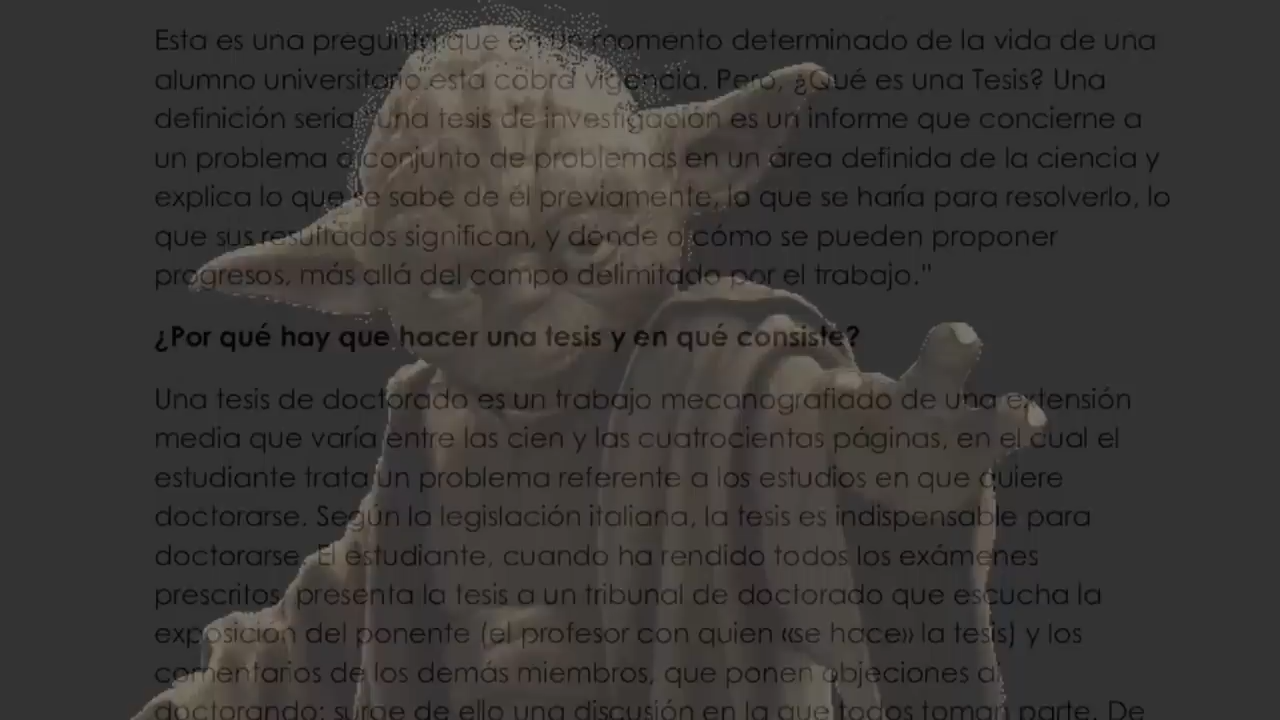 Esta es una pregunta que en un momento determinado de la vida de una
alumno universitario esta cobra vigencia. Pero, ¿Qué es una Tesis? Una
definición seria "una tesis de investigación es un informe que concierne a
un problema o conjunto de problemas en un área definida de la ciencia y
explica lo que se sabe de él previamente, lo que se haría para resolverlo, lo
que sus resultados significan, y dónde o cómo se pueden proponer
progresos, más allá del campo delimitado por el trabajo."
¿Por qué hay que hacer una tesis y en qué consiste?
Una tesis de doctorado es un trabajo mecanografiado de una extensión
media que varía entre las cien y las cuatrocientas páginas, en el cual el
estudiante trata un problema referente a los estudios en que quiere
doctorarse. Según la legislación italiana, la tesis es indispensable para
doctorarse. El estudiante, cuando ha rendido todos los exámenes
prescritos, presenta la tesis a un tribunal de doctorado que escucha la
exposición del ponente (el profesor con quien «se hace» la tesis) y los
comentarios de los demás miembros, que ponen objeciones al
doctorando; surge de ello una discusión en la que todos toman parte. De